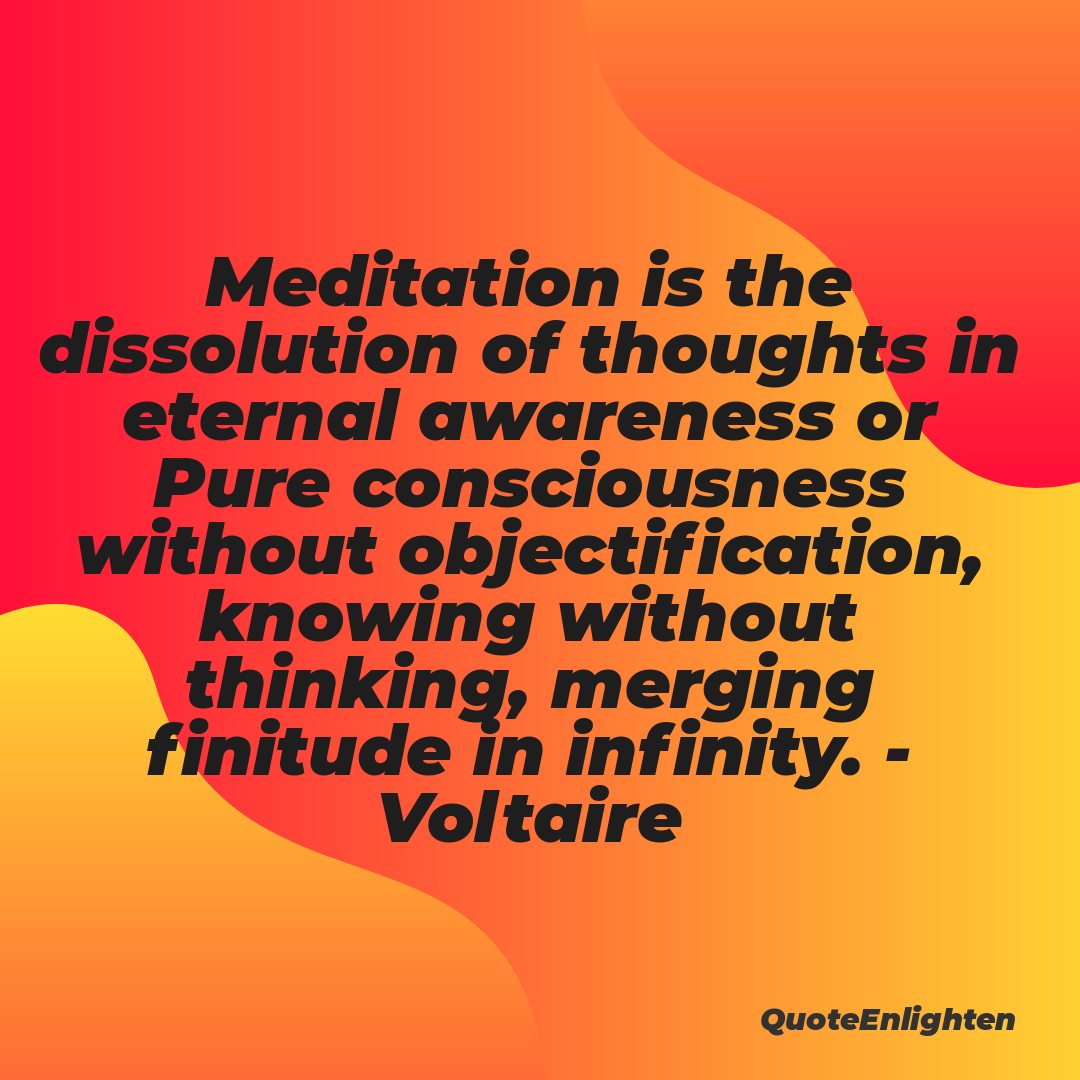 Meditation is the
dissolution of thoughts in
eternal awareness or
Pure consciousness
without objectification,
knowing without
thinking, merging
finitude in infinity. -
Voltaire
QuoteEnlighten